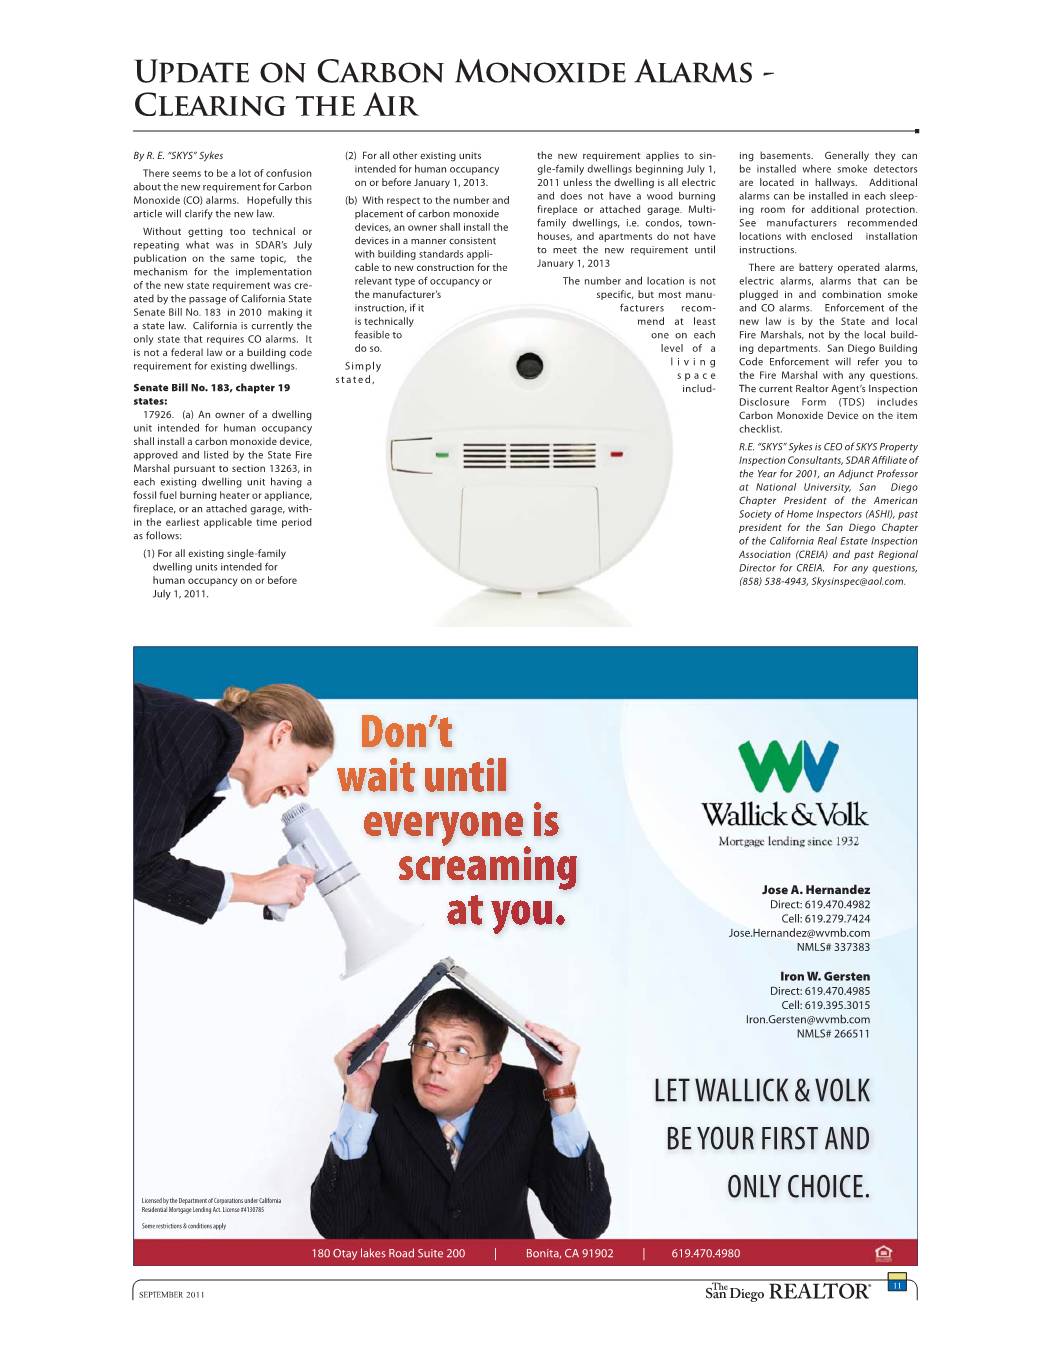 Update on Carbon Monoxide Alarms -
Clearing the Air
By R. E. “SKYS” Sykes
There seems to be a lot of confusion
about the new requirement for Carbon
Monoxide (CO) alarms. Hopefully this
article will clarify the new law.
Without getting too technical or
repeating what was in SDAR’s July
publication on the same topic, the
mechanism for the implementation
of the new state requirement was cre-
ated by the passage of California State
Senate Bill No. 183 in 2010 making it
a state law. California is currently the
only state that requires CO alarms. It
is not a federal law or a building code
requirement for existing dwellings.
Senate Bill No. 183, chapter 19
states:
17926. (a) An owner of a dwelling
unit intended for human occupancy
shall install a carbon monoxide device,
approved and listed by the State Fire
Marshal pursuant to section 13263, in
each existing dwelling unit having a
fossil fuel burning heater or appliance,
fireplace, or an attached garage, with-
in the earliest applicable time period
as follows:
(1) For all existing single-family
dwelling units intended for
human occupancy on or before
July 1, 2011.
(2) For all other existing units
intended for human occupancy
on or before January 1, 2013.
(b) With respect to the number and
placement of carbon monoxide
devices, an owner shall install the
devices in a manner consistent
with building standards appli-
cable to new construction for the
relevant type of occupancy or
the manufacturer’s
instruction, if it
is technically
feasible to
do so.
Simply
stated,
the new requirement applies to sin-
gle-family dwellings beginning July 1,
2011 unless the dwelling is all electric
and does not have a wood burning
fireplace or attached garage. Multi-
family dwellings, i.e. condos, town-
houses, and apartments do not have
to meet the new requirement until
January 1, 2013
The number and location is not
specific, but most manu-
facturers recom-
mend at least
one on each
level of a
living
space
includ-
ing basements. Generally they can
be installed where smoke detectors
are located in hallways. Additional
alarms can be installed in each sleep-
ing room for additional protection.
See manufacturers recommended
locations with enclosed installation
instructions.
There are battery operated alarms,
electric alarms, alarms that can be
plugged in and combination smoke
and CO alarms. Enforcement of the
new law is by the State and local
Fire Marshals, not by the local build-
ing departments. San Diego Building
Code Enforcement will refer you to
the Fire Marshal with any questions.
The current Realtor Agent’s Inspection
Disclosure Form (TDS) includes
Carbon Monoxide Device on the item
checklist.
R.E. “SKYS” Sykes is CEO of SKYS Property
Inspection Consultants, SDAR Affiliate of
the Year for 2001, an Adjunct Professor
at National University, San Diego
Chapter President of the American
Society of Home Inspectors (ASHI), past
president for the San Diego Chapter
of the California Real Estate Inspection
Association (CREIA) and past Regional
Director for CREIA. For any questions,
(858) 538-4943, Skysinspec@aol.com.
Don’t
wait until
everyone is
screaming
at you.
WV
Wallick & Volk
Mortgage lending since 1932
Jose A. Hernandez
Direct: 619.470.4982
Cell: 619.279.7424
Jose.Hernandez@wvmb.com
NMLS# 337383
Iron W. Gersten
Direct: 619.470.4985
Cell: 619.395.3015
Iron.Gersten@wvmb.com
NMLS# 266511
LET WALLICK & VOLK
BE YOUR FIRST AND
ONLY CHOICE.
Licensed by the Department of Corporations under California
Residential Mortgage Lending Act. License #4130785
Some restrictions & conditions apply
180 Otay lakes Road Suite 200 | Bonita, CA 91902 | 619.470.4980
SEPTEMBER 2011
The San Diego REALTOR®
11